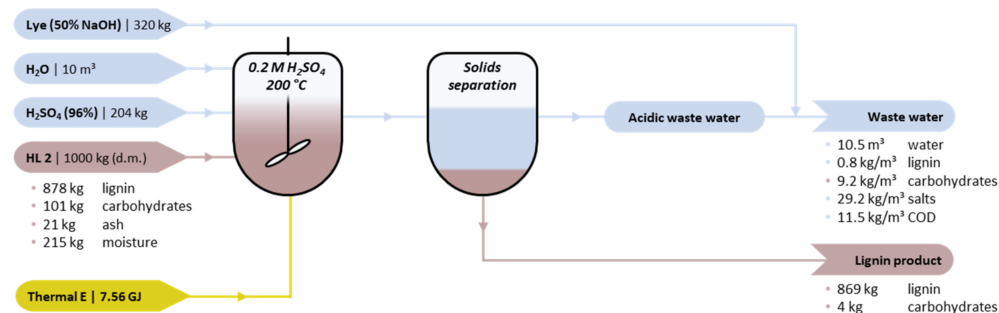 Lye (50% NaOH) | 320 kg
H₂O | 10 m³
H₂SO₄ (96%) | 204 kg
HL 2 | 1000 kg (d.m.)
• 878 kg lignin
• 101 kg carbohydrates
• 21 kg ash
• 215 kg moisture
Thermal E | 7.56 GJ
0.2 M H₂SO₄
200 °C
Solids
separation
Acidic waste water
Waste water
• 10.5 m³ water
• 0.8 kg/m³ lignin
• 9.2 kg/m³ carbohydrates
• 29.2 kg/m³ salts
• 11.5 kg/m³ COD
Lignin product
• 869 kg lignin
• 4 kg carbohydrates